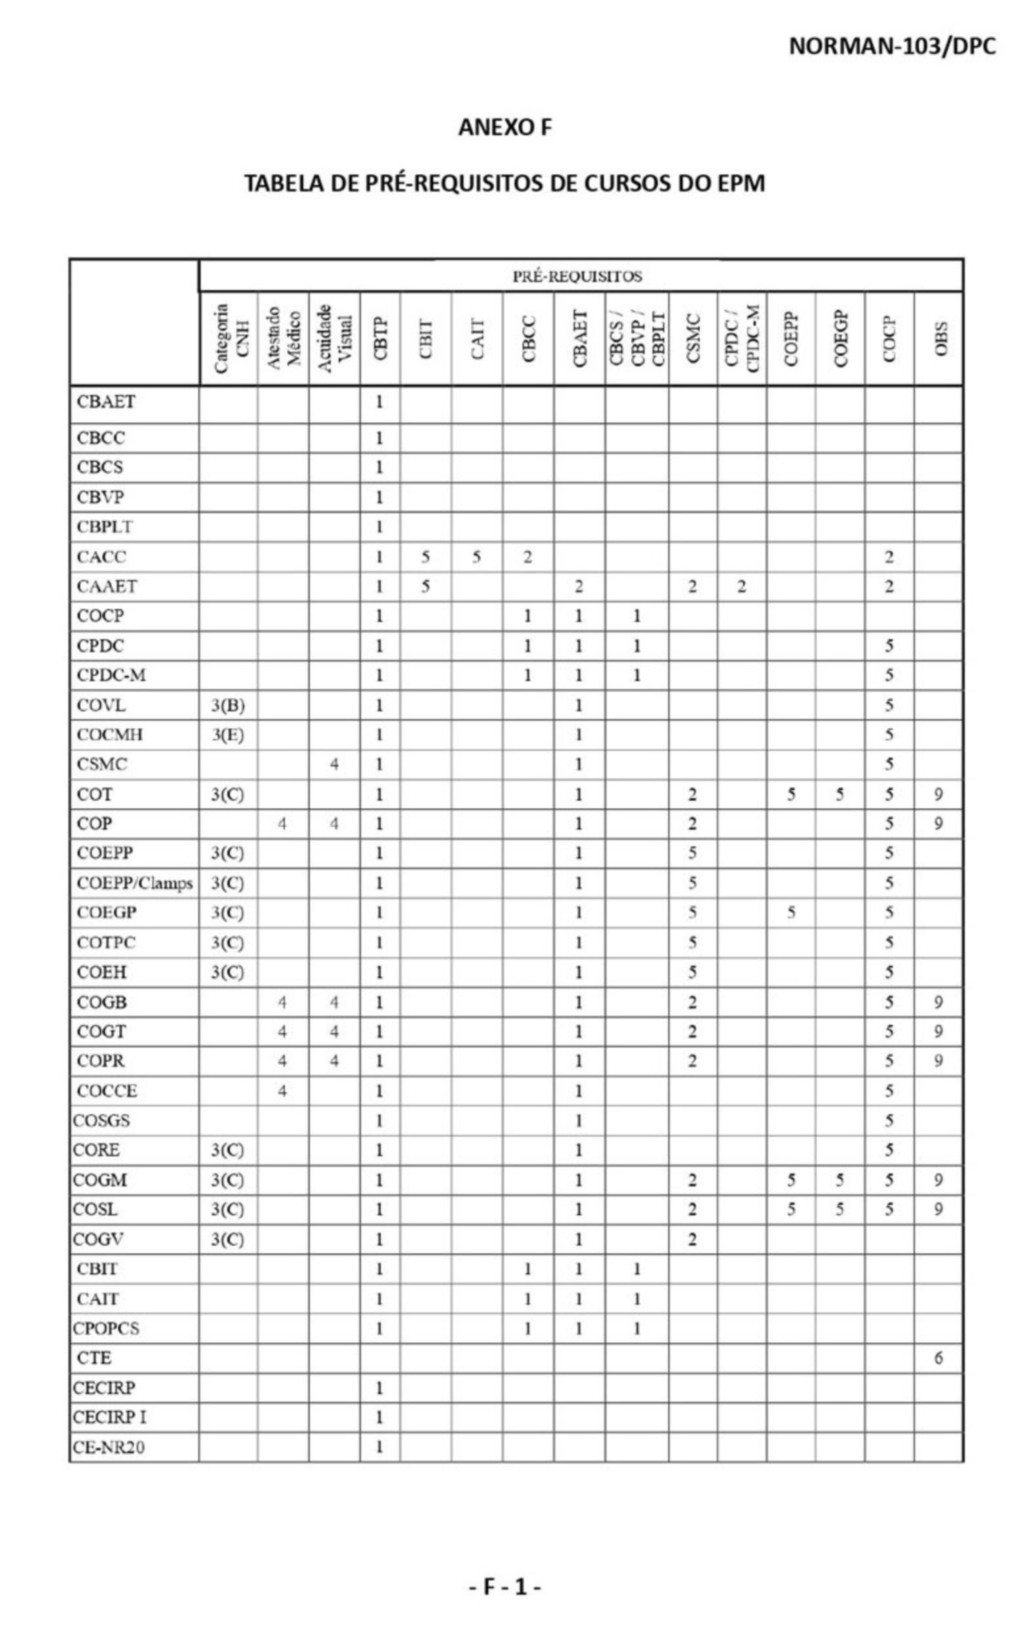 NORMAN-103/DPC
ANEXO F
TABELA DE PRÉ-REQUISITOS DE CURSOS DO EPM
PRÉ-REQUISITOS
Categoria CNH Atestado Médico Acuidade Visual CBTP CBIT CAIT CBCC CBAET CBCS / CBVP / CBPLT CSMC CPDC / CPDC-M COEPP COEGP COCP OBS
CBAET 1
CBCC 1
CBCS 1
CBVP 1
CBPLT 1
CACC 1 5 5 2 2
CAAET 1 5 2 2 2 2
COCP 1 1 1 1
CPDC 1 1 1 1 5
CPDC-M 1 1 1 1 5
COVL 3(B) 1 1 5
COCMH 3(E) 1 1 5
CSMC 4 1 1 5
COT 3(C) 1 1 2 5 5 5 9
COP 4 4 1 1 2 5 9
COEPP 3(C) 1 1 5 5
COEPP/Clamps 3(C) 1 1 5 5
COEGP 3(C) 1 1 5 5 5
COTPC 3(C) 1 1 5 5
COEH 3(C) 1 1 5 5
COGB 4 4 1 1 2 5 9
COGT 4 4 1 1 2 5 9
COPR 4 4 1 1 2 5 9
COCCE 4 1 1 5
COSGS 1 1 5
CORE 3(C) 1 1 5
COGM 3(C) 1 1 2 5 5 5 9
COSL 3(C) 1 1 2 5 5 5 9
COGV 3(C) 1 1 2
CBIT 1 1 1 1
CAIT 1 1 1 1
CPOPCS 1 1 1 1
CTE 6
CECIRP 1
CECIRP I 1
CE-NR20 1
- F - 1 -